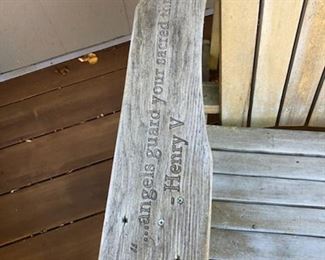 "...angels guard your sacred
- Henry V